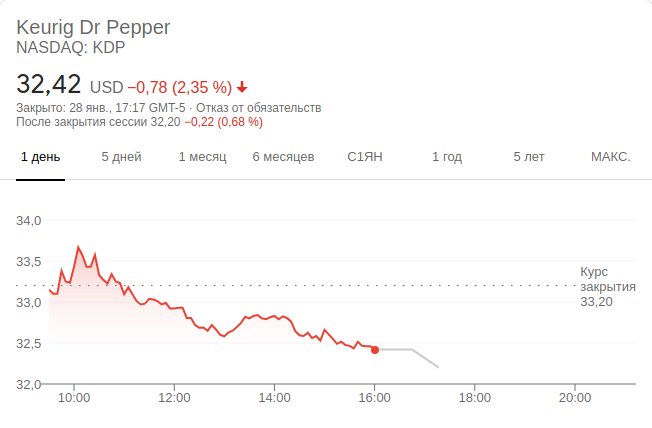 Keurig Dr Pepper
NASDAQ: KDP
32,42 USD −0,78 (2,35 %)
Закрыто: 28 янв., 17:17 GMT-5 · Отказ от обязательств
После закрытия сессии 32,20 −0,22 (0,68 %)
1 день 5 дней 1 месяц 6 месяцев С1ЯН 1 год 5 лет МАКС.
34,0
33,5
Курс
закрытия
33,20
33,0
32,5
32,0
10:00 12:00 14:00 16:00 18:00 20:00